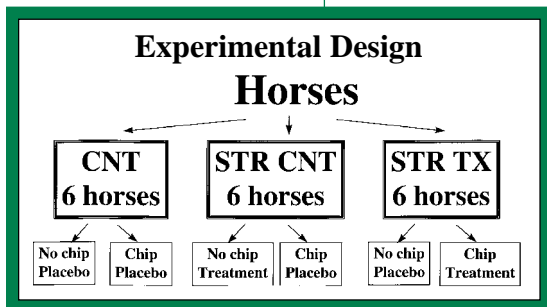 Experimental Design
Horses
CNT
6 horses
STR CNT
6 horses
STR TX
6 horses
No chip
Placebo
Chip
Placebo
No chip
Treatment
Chip
Placebo
No chip
Placebo
Chip
Treatment